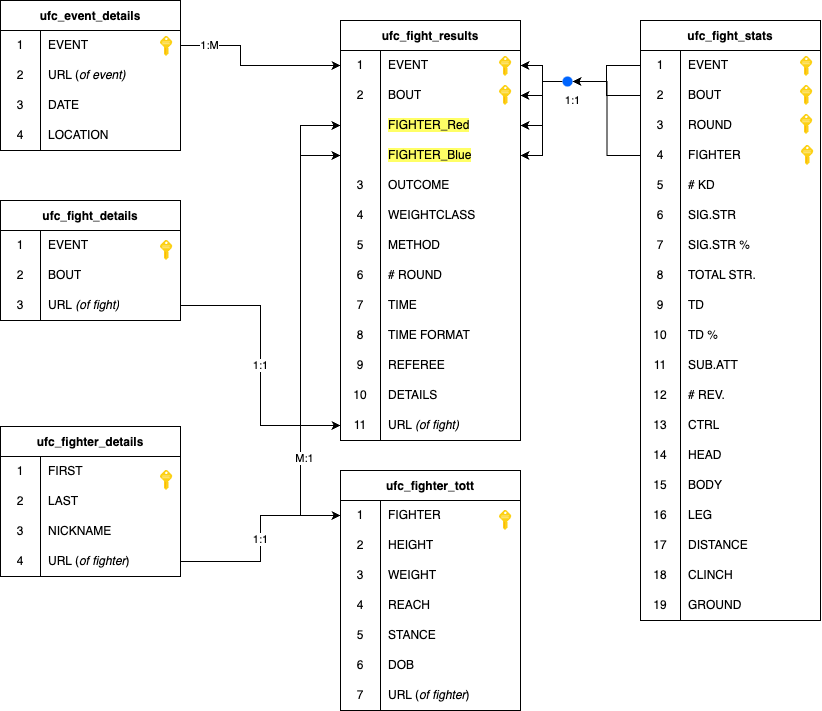 ufc_event_details
1 EVENT
2 URL (of event)
3 DATE
4 LOCATION
1:M
ufc_fight_details
1 EVENT
2 BOUT
3 URL (of fight)
1:1
ufc_fighter_details
1 FIRST
2 LAST
3 NICKNAME
4 URL (of fighter)
1:1
M:1
ufc_fight_results
1 EVENT
2 BOUT
FIGHTER_Red
FIGHTER_Blue
3 OUTCOME
4 WEIGHTCLASS
5 METHOD
6 # ROUND
7 TIME
8 TIME FORMAT
9 REFEREE
10 DETAILS
11 URL (of fight)
ufc_fighter_tott
1 FIGHTER
2 HEIGHT
3 WEIGHT
4 REACH
5 STANCE
6 DOB
7 URL (of fighter)
1:1
ufc_fight_stats
1 EVENT
2 BOUT
3 ROUND
4 FIGHTER
5 # KD
6 SIG.STR
7 SIG.STR %
8 TOTAL STR.
9 TD
10 TD %
11 SUB.ATT
12 # REV.
13 CTRL
14 HEAD
15 BODY
16 LEG
17 DISTANCE
18 CLINCH
19 GROUND